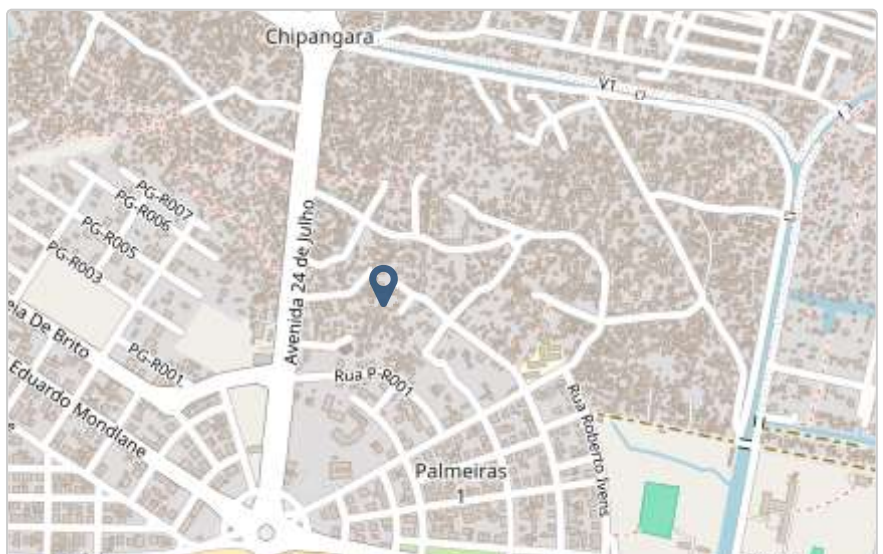 Chipangara
V1
PG-R007
PG-R006
PG-R005
PG-R003
Avenida 24 de Julho
eia De Brito
PG-R001
Eduardo Mondlane
Rua P-R001
Rua Roberto Ivens
Palmeiras
1